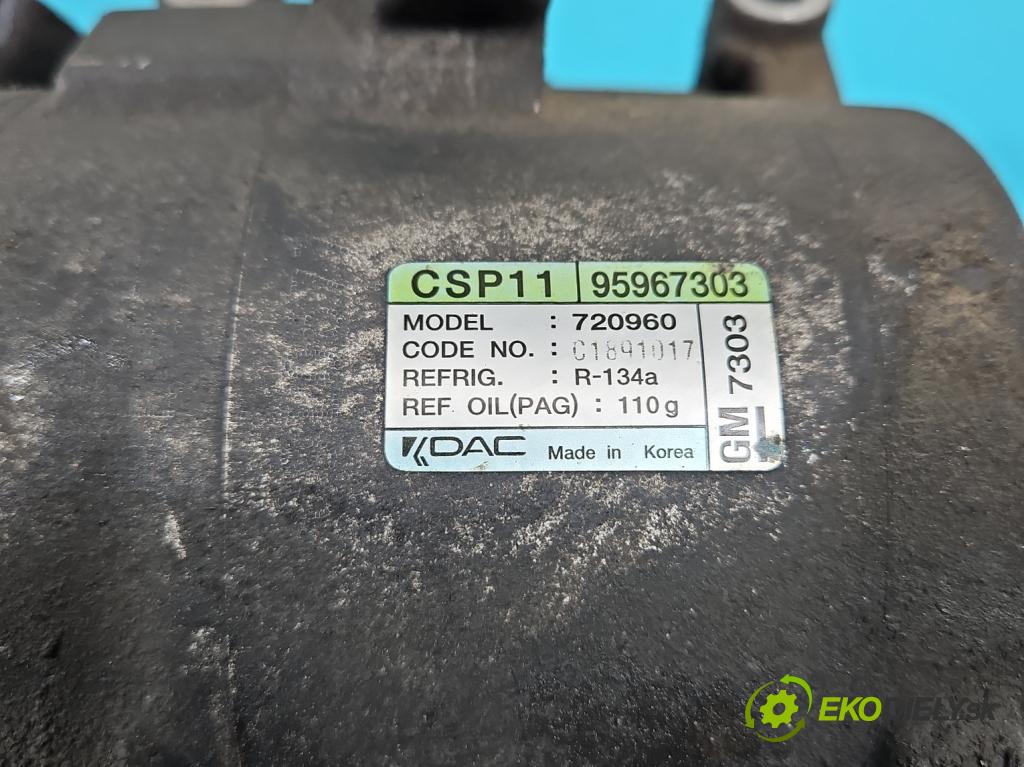 CSP11 95967303
MODEL : 720960
CODE NO. : C1891017
REFRIG. : R-134a
REF OIL(PAG) : 110g
KDAC Made in Korea
GM 7303
EKODIELY.sk